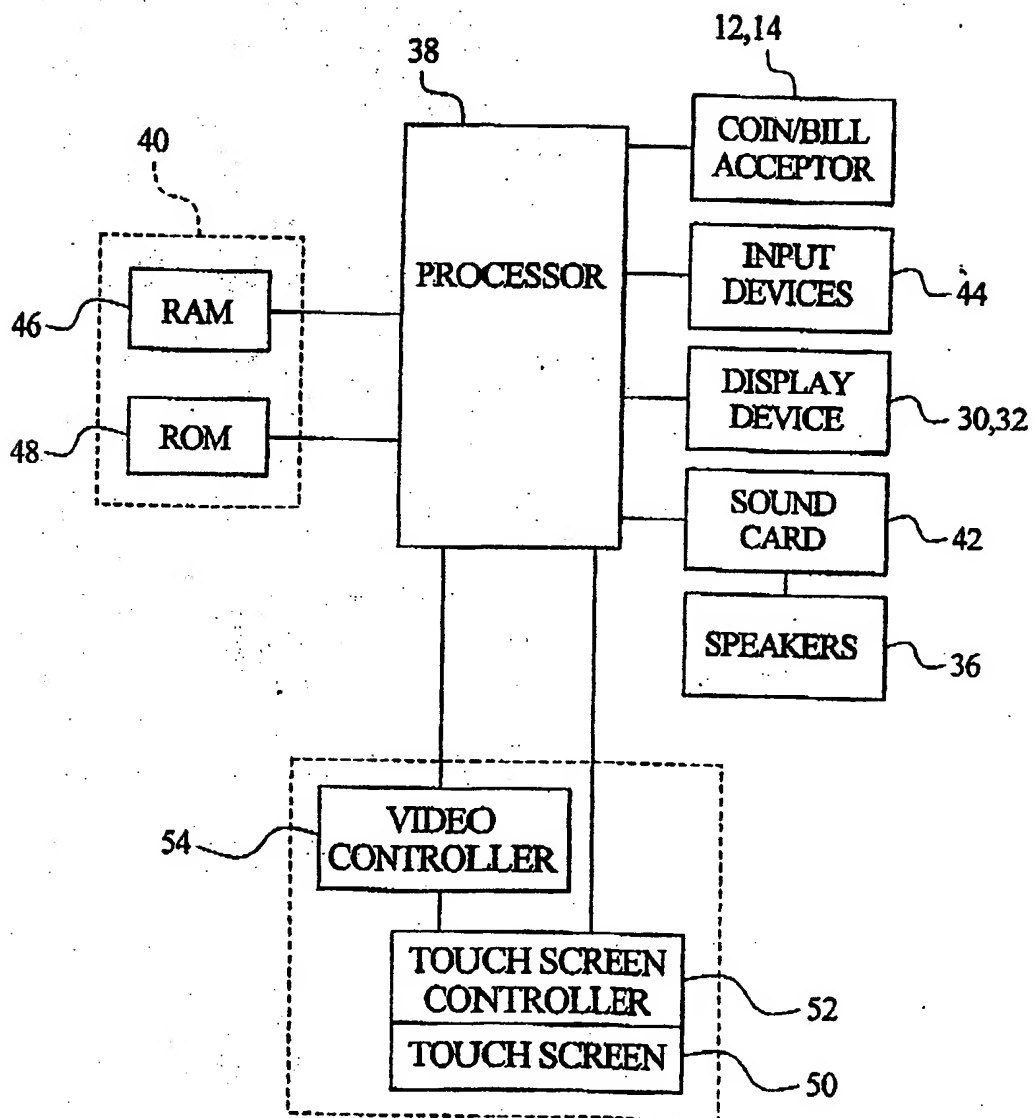 12,14
38
COIN/BILL
ACCEPTOR
40
PROCESSOR
INPUT
DEVICES
44
46
RAM
DISPLAY
DEVICE
30,32
48
ROM
SOUND
CARD
42
SPEAKERS
36
54
VIDEO
CONTROLLER
TOUCH SCREEN
CONTROLLER
52
TOUCH SCREEN
50